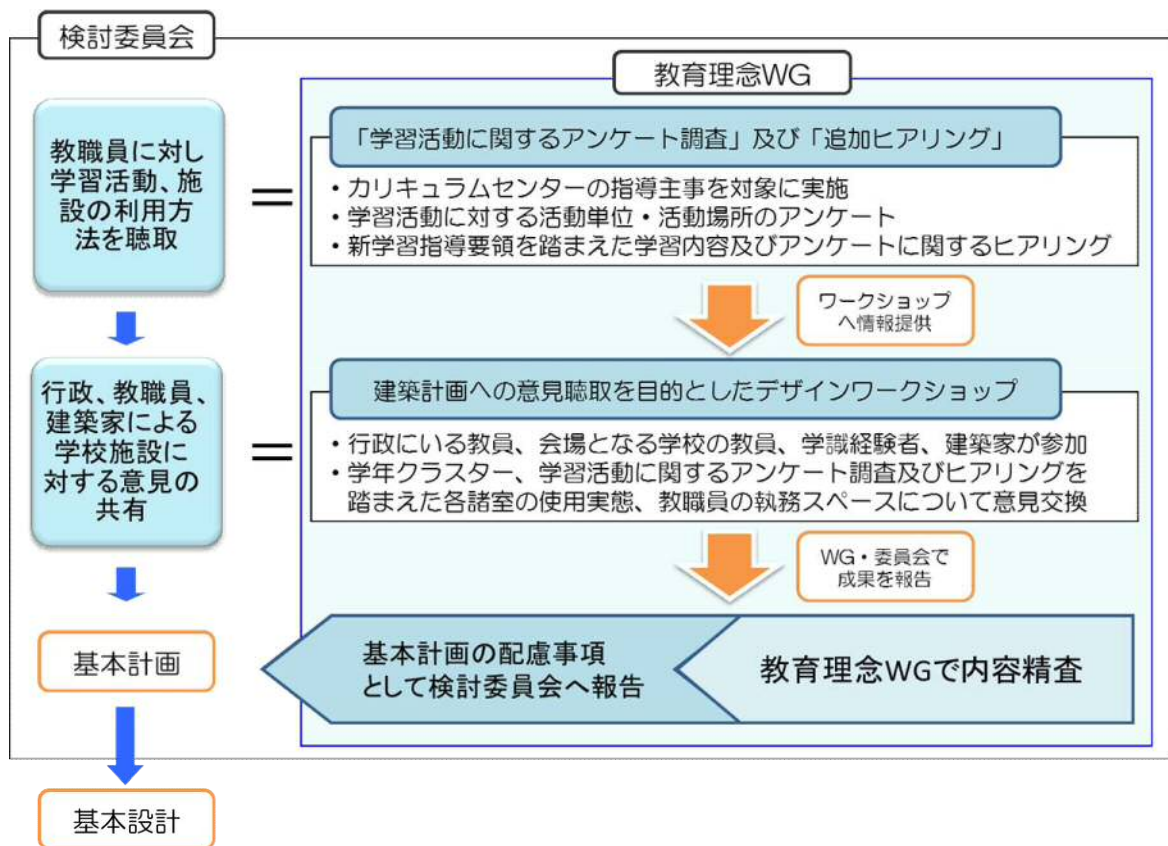 検討委員会
教育理念WG
教職員に対し
学習活動、施
設の利用方
法を聴取
=
「学習活動に関するアンケート調査」及び「追加ヒアリング」
・カリキュラムセンターの指導主事を対象に実施
・学習活動に対する活動単位・活動場所のアンケート
・新学習指導要領を踏まえた学習内容及びアンケートに関するヒアリング
ワークショップ
へ情報提供
行政、教職員、
建築家による
学校施設に
対する意見の
共有
=
建築計画への意見聴取を目的としたデザインワークショップ
・行政にいる教員、会場となる学校の教員、学識経験者、建築家が参加
・学年クラスター、学習活動に関するアンケート調査及びヒアリングを
踏まえた各諸室の使用実態、教職員の執務スペースについて意見交換
WG・委員会で
成果を報告
基本計画
基本計画の配慮事項
として検討委員会へ報告
教育理念WGで内容精査
基本設計